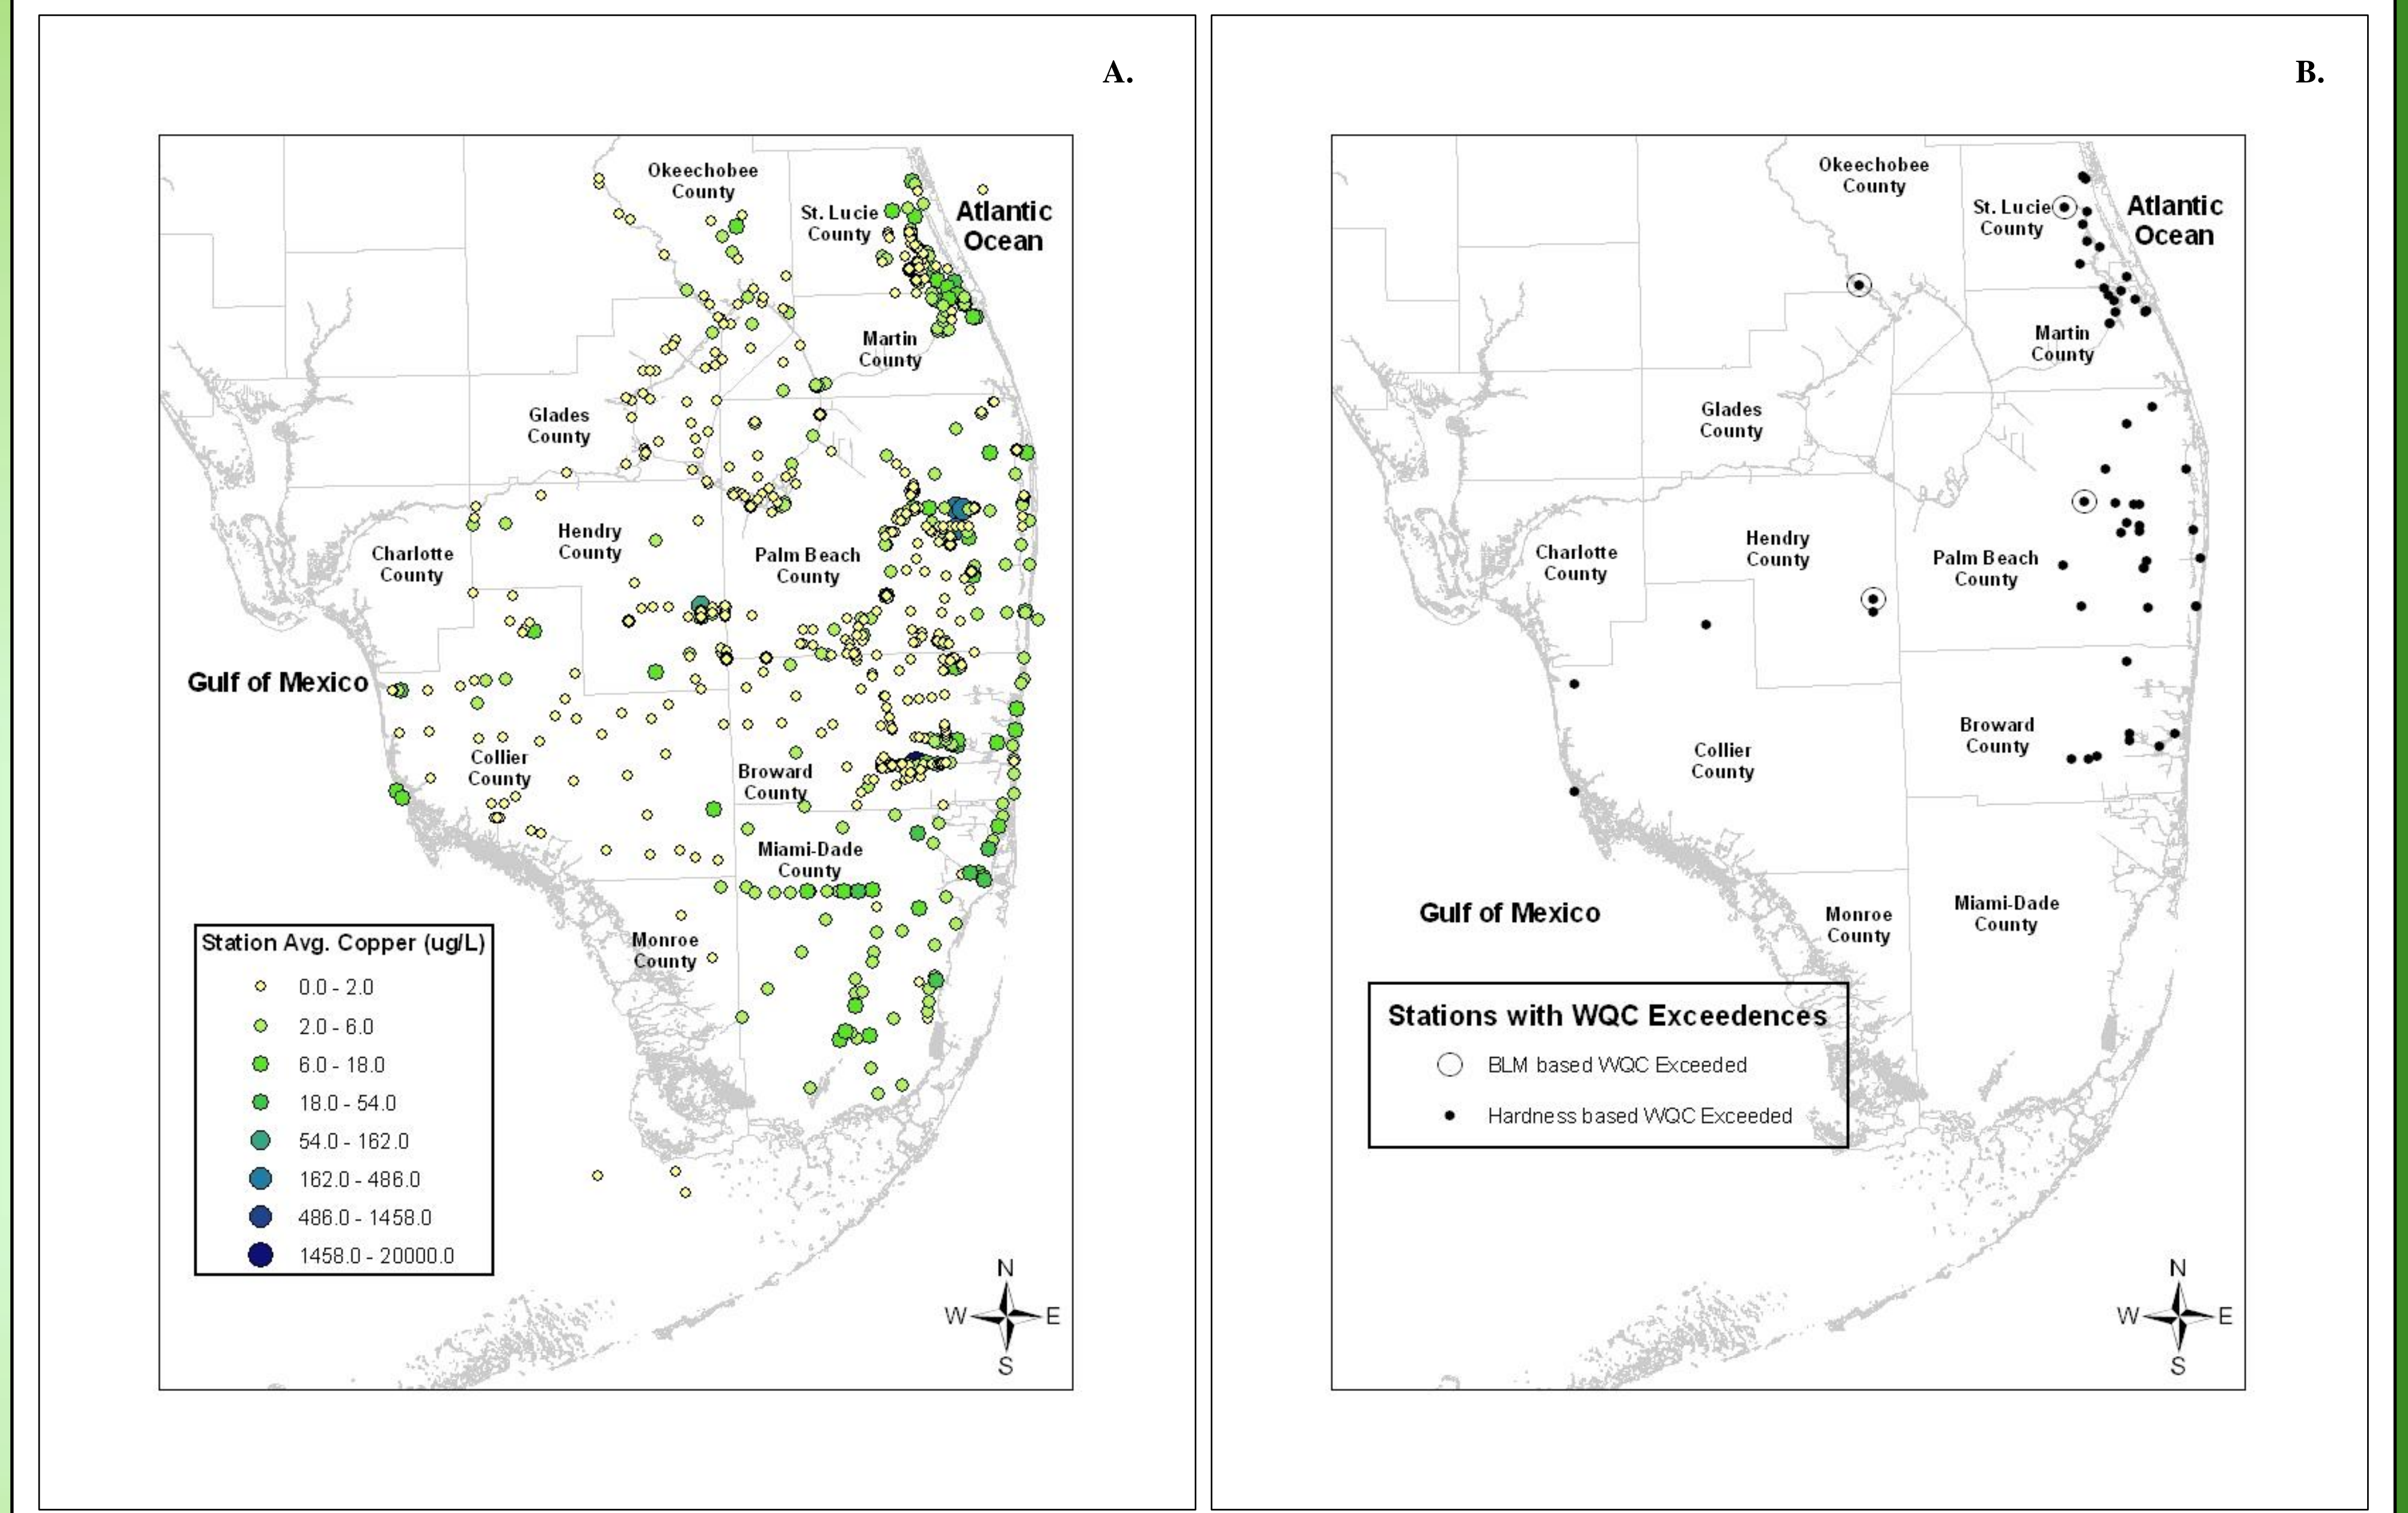 A.
Okeechobee
County
St. Lucie
County
Atlantic
Ocean
Martin
County
Glades
County
Hendry
County
Charlotte
County
Palm Beach
County
Gulf of Mexico
Collier
County
Broward
County
Miami-Dade
County
Monroe
County
Station Avg. Copper (ug/L)
0.0 - 2.0
2.0 - 6.0
6.0 - 18.0
18.0 - 54.0
54.0 - 162.0
162.0 - 486.0
486.0 - 1458.0
1458.0 - 20000.0
N
W E
S
B.
Okeechobee
County
St. Lucie
County
Atlantic
Ocean
Martin
County
Glades
County
Hendry
County
Charlotte
County
Palm Beach
County
Broward
County
Collier
County
Gulf of Mexico
Monroe
County
Miami-Dade
County
Stations with WQC Exceedences
BLM based WQC Exceeded
Hardness based WQC Exceeded
N
W E
S